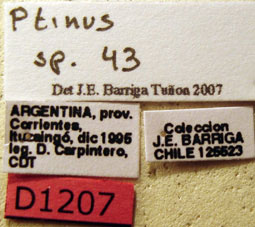 Ptinus
sp. 43
Det J.E. Barriga Tuñon 2007
ARGENTINA, prov.
Corrientes,
Ituzaingó, dic 1995
leg. D. Carpintero,
CDT
Coleccion
J.E. BARRIGA
CHILE 125523
D1207